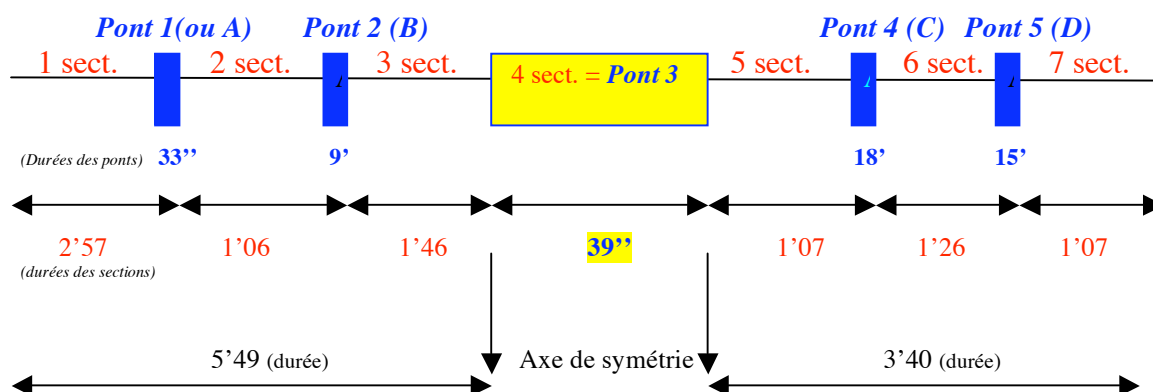 Pont 1(ou A) Pont 2 (B) Pont 4 (C) Pont 5 (D)
1 sect. 2 sect. 3 sect. 4 sect. = Pont 3 5 sect. 6 sect. 7 sect.
(Durées des ponts) 33’’ 9’ 18’ 15’
2’57 1’06 1’46 39’’ 1’07 1’26 1’07
(durées des sections)
5’49 (durée) Axe de symétrie 3’40 (durée)